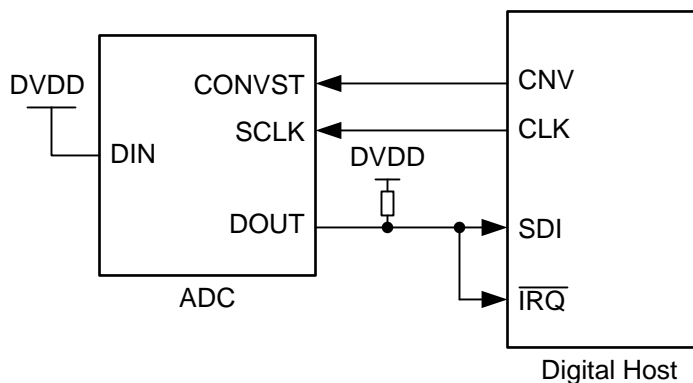 DVDD
CONVST
CNV
SCLK
CLK
DIN
DVDD
DOUT
SDI
IRQ
ADC
Digital Host